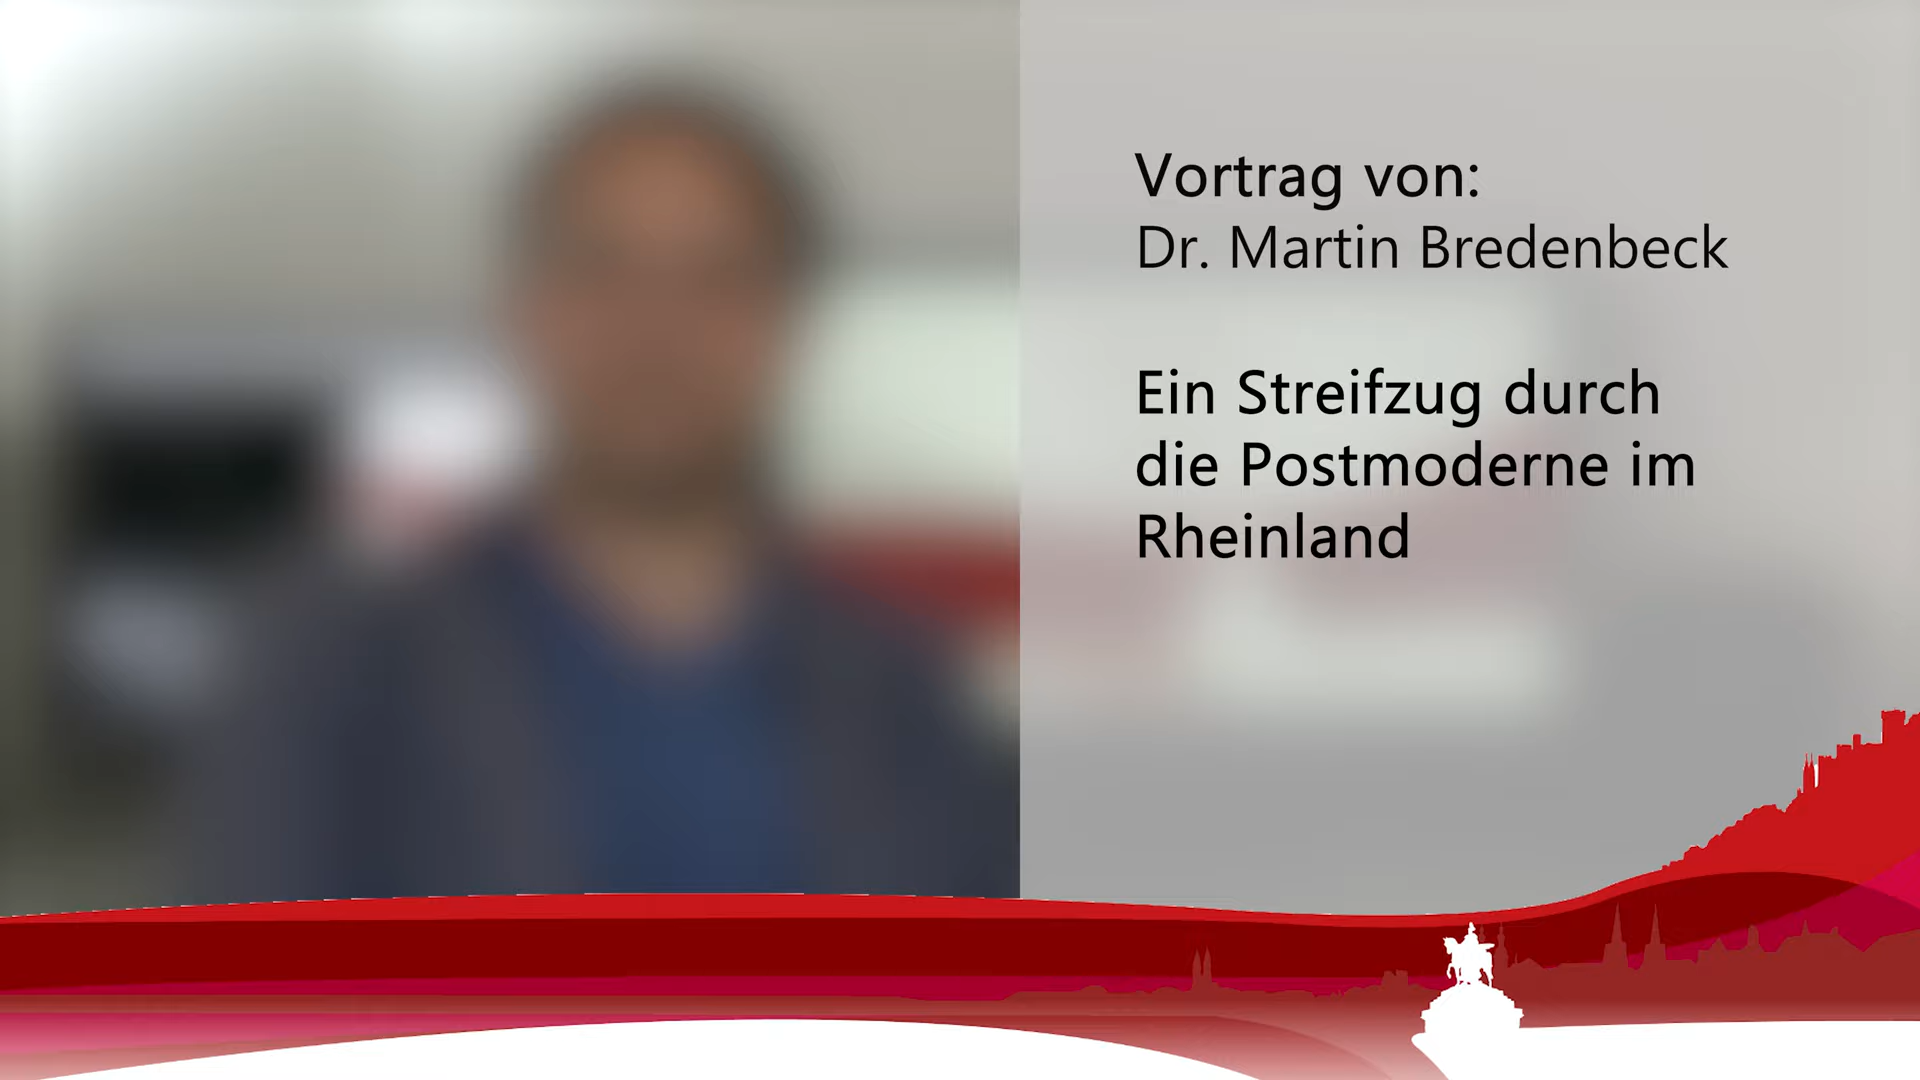 Vortrag von:
Dr. Martin Bredenbeck
Ein Streifzug durch
die Postmoderne im
Rheinland